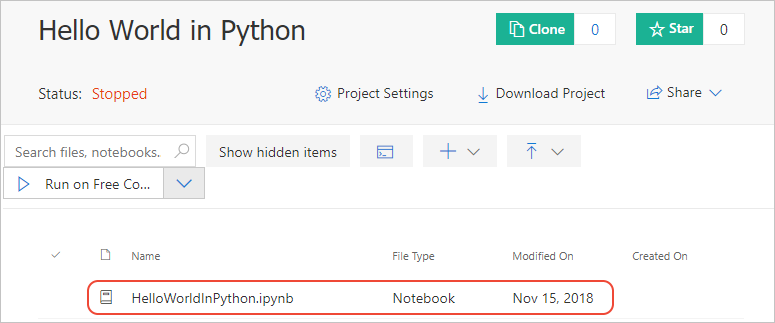 Hello World in Python
Clone 0
Star 0
Status: Stopped
Project Settings
Download Project
Share
Search files, notebooks.
Show hidden items
Run on Free Co...
Name File Type Modified On Created On
HelloWorldInPython.ipynb Notebook Nov 15, 2018